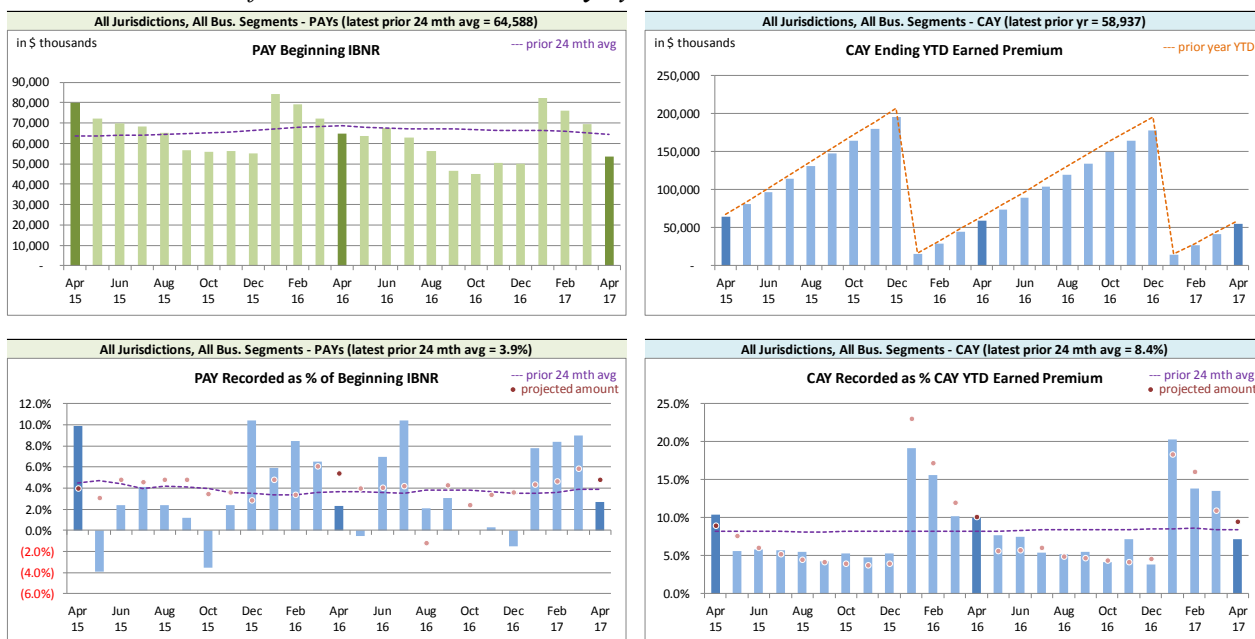 All Jurisdictions, All Bus. Segments - PAYs (latest prior 24 mth avg = 64,588)
in $ thousands
PAY Beginning IBNR
--- prior 24 mth avg
90,000
80,000
70,000
60,000
50,000
40,000
30,000
20,000
10,000
-
Apr Jun Aug Oct Dec Feb Apr Jun Aug Oct Dec Feb Apr
15 15 15 15 15 16 16 16 16 16 16 17 17
All Jurisdictions, All Bus. Segments - CAY (latest prior yr = 58,937)
in $ thousands
CAY Ending YTD Earned Premium
--- prior year YTD
250,000
200,000
150,000
100,000
50,000
-
Apr Jun Aug Oct Dec Feb Apr Jun Aug Oct Dec Feb Apr
15 15 15 15 15 16 16 16 16 16 16 17 17
All Jurisdictions, All Bus. Segments - PAYs (latest prior 24 mth avg = 3.9%)
PAY Recorded as % of Beginning IBNR
--- prior 24 mth avg
● projected amount
12.0%
10.0%
8.0%
6.0%
4.0%
2.0%
0.0%
(2.0%)
(4.0%)
(6.0%)
Apr Jun Aug Oct Dec Feb Apr Jun Aug Oct Dec Feb Apr
15 15 15 15 15 16 16 16 16 16 16 17 17
All Jurisdictions, All Bus. Segments - CAY (latest prior 24 mth avg = 8.4%)
CAY Recorded as % CAY YTD Earned Premium
--- prior 24 mth avg
● projected amount
25.0%
20.0%
15.0%
10.0%
5.0%
0.0%
Apr Jun Aug Oct Dec Feb Apr Jun Aug Oct Dec Feb Apr
15 15 15 15 15 16 16 16 16 16 16 17 17